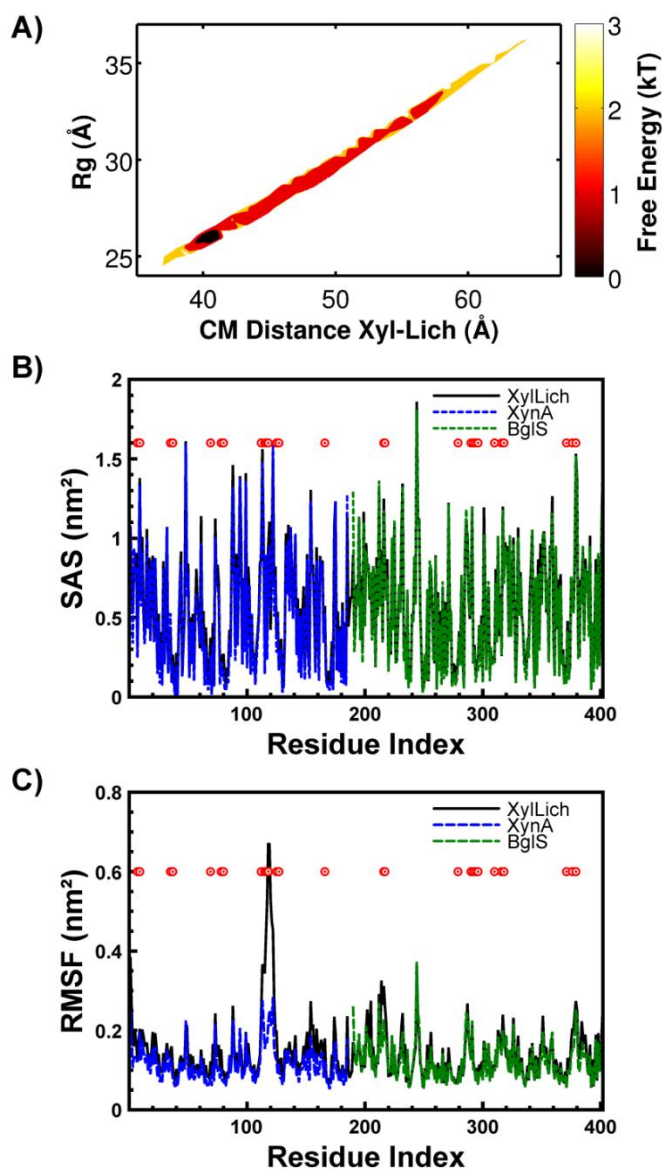 A)
35
30
25
Rg (Å)
40 50 60
CM Distance Xyl-Lich (Å)
3
2
1
0
Free Energy (kT)
B)
2
1.5
1
0.5
0
SAS (nm²)
XylLich
XynA
BglS
100 200 300 400
Residue Index
C)
0.8
0.6
0.4
0.2
0
RMSF (nm²)
XylLich
XynA
BglS
100 200 300 400
Residue Index